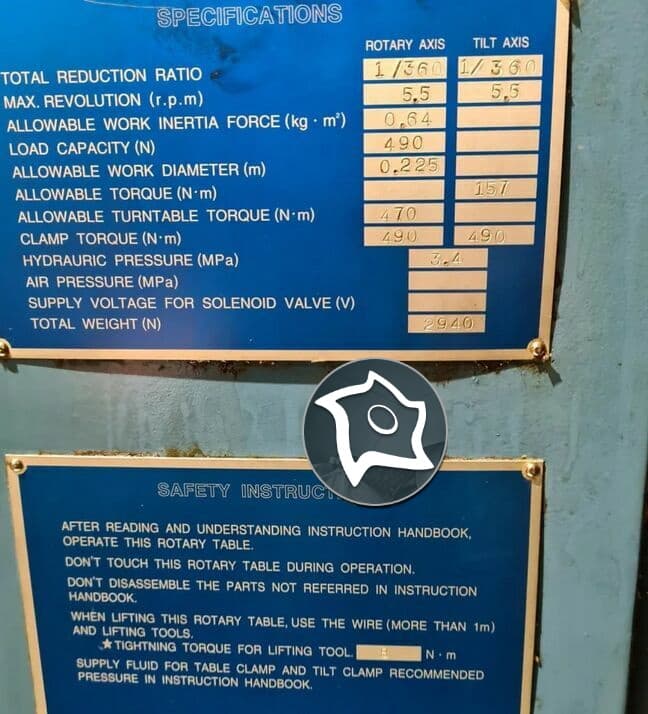 SPECIFICATIONS
ROTARY AXIS TILT AXIS
TOTAL REDUCTION RATIO 1/360 1/360
MAX. REVOLUTION (r.p.m) 5.5 5.5
ALLOWABLE WORK INERTIA FORCE (kg・m²) 0.64
LOAD CAPACITY (N) 490
ALLOWABLE WORK DIAMETER (m) 0.225
ALLOWABLE TORQUE (N·m) 157
ALLOWABLE TURNTABLE TORQUE (N·m) 470
CLAMP TORQUE (N·m) 490 490
HYDRAURIC PRESSURE (MPa) 3.4
AIR PRESSURE (MPa)
SUPPLY VOLTAGE FOR SOLENOID VALVE (V)
TOTAL WEIGHT (N) 2940
SAFETY INSTRUCT
AFTER READING AND UNDERSTANDING INSTRUCTION HANDBOOK,
OPERATE THIS ROTARY TABLE.
DON'T TOUCH THIS ROTARY TABLE DURING OPERATION.
DON'T DISASSEMBLE THE PARTS NOT REFERRED IN INSTRUCTION
HANDBOOK.
WHEN LIFTING THIS ROTARY TABLE, USE THE WIRE (MORE THAN 1m)
AND LIFTING TOOLS.
★TIGHTNING TORQUE FOR LIFTING TOOL. N·m
SUPPLY FLUID FOR TABLE CLAMP AND TILT CLAMP RECOMMENDED
PRESSURE IN INSTRUCTION HANDBOOK.